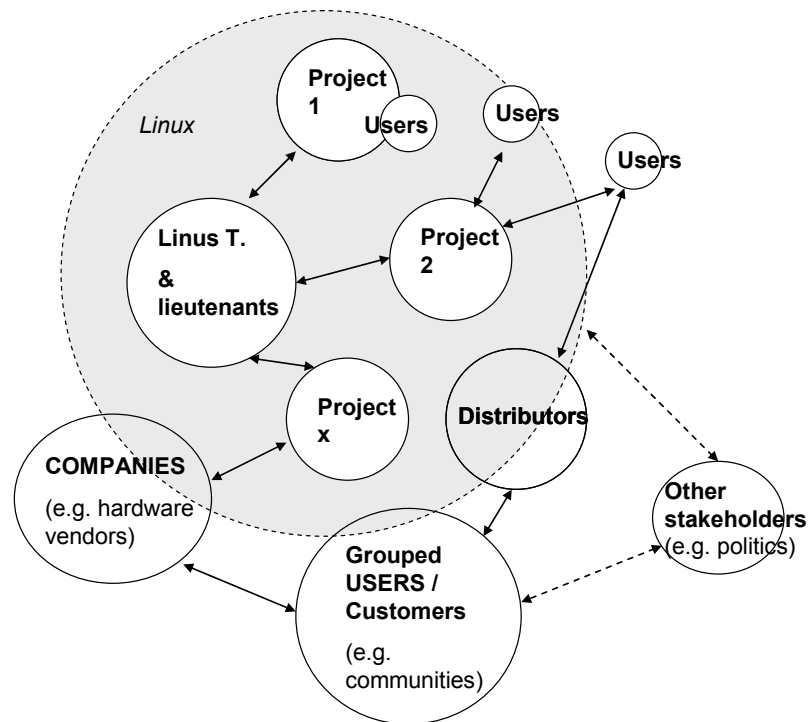 Project
1
Users
Linux
Users
Users
Linus T.
&
lieutenants
Project
2
Project
x
Distributors
COMPANIES
(e.g. hardware
vendors)
Other
stakeholders
(e.g. politics)
Grouped
USERS /
Customers
(e.g.
communities)